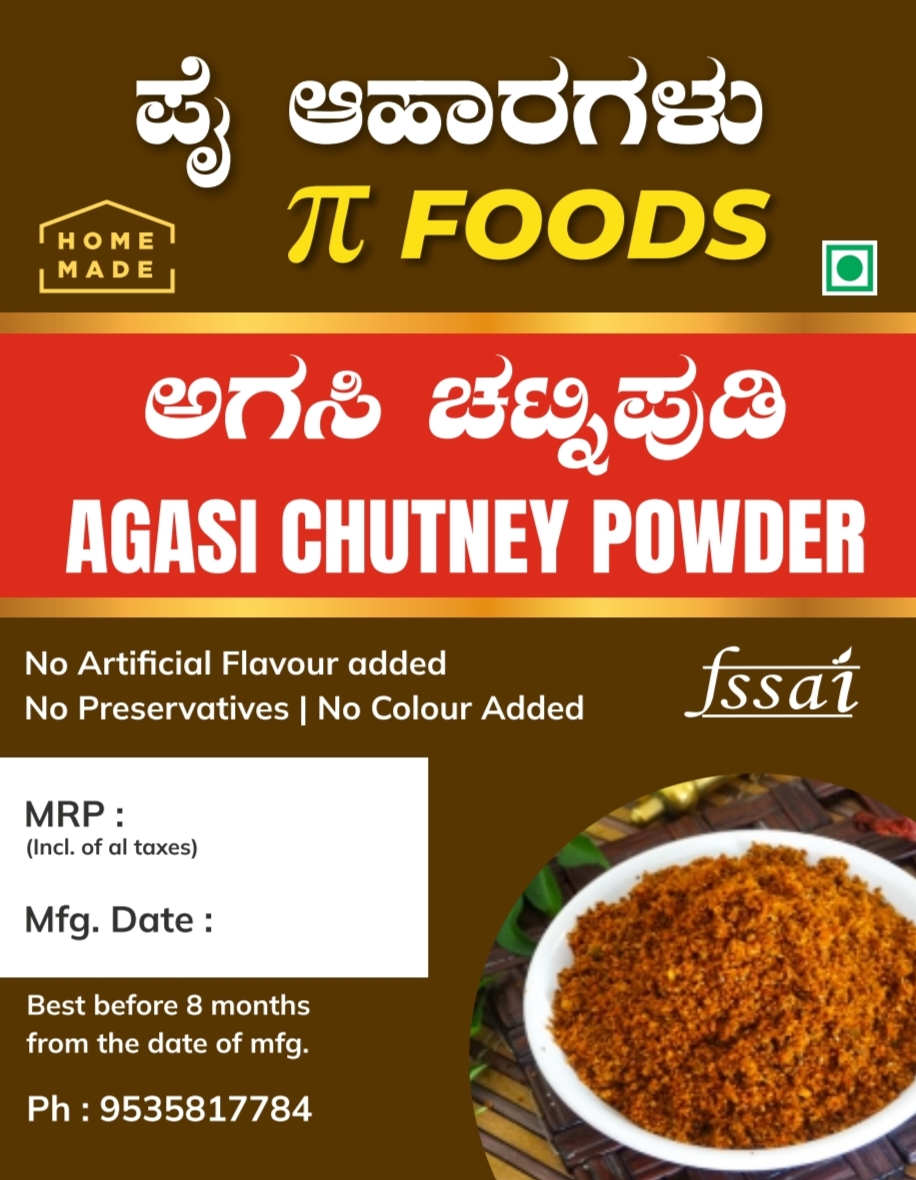 ಪೈ ಆಹಾರಗಳು
π FOODS
HOME
MADE
ಅಗಸಿ ಚಟ್ನಿಪುಡಿ
AGASI CHUTNEY POWDER
No Artificial Flavour added
No Preservatives | No Colour Added
fssai
MRP :
(Incl. of al taxes)
Mfg. Date :
Best before 8 months
from the date of mfg.
Ph : 9535817784